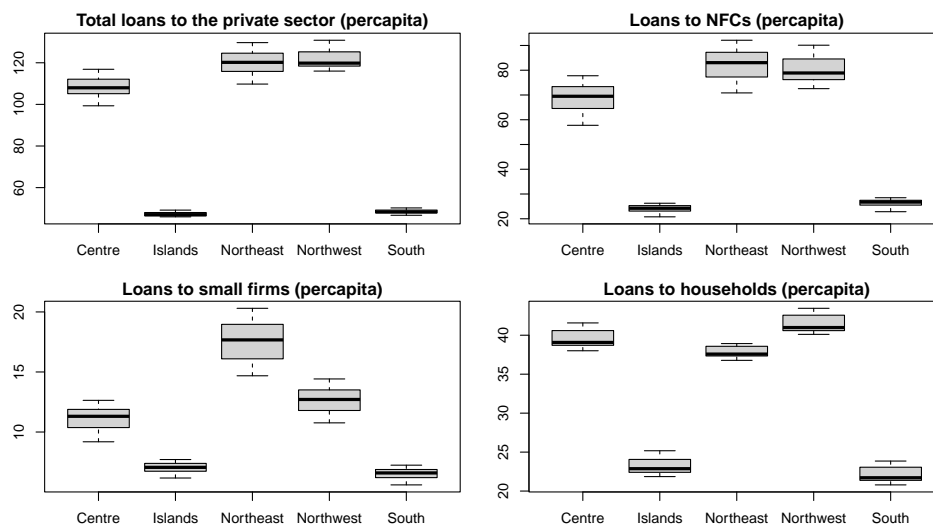 Total loans to the private sector (percapita)
120
100
60
Centre Islands Northeast Northwest South
Loans to NFCs (percapita)
80
60
40
20
Centre Islands Northeast Northwest South
Loans to small firms (percapita)
20
15
10
Centre Islands Northeast Northwest South
Loans to households (percapita)
40
35
30
25
20
Centre Islands Northeast Northwest South